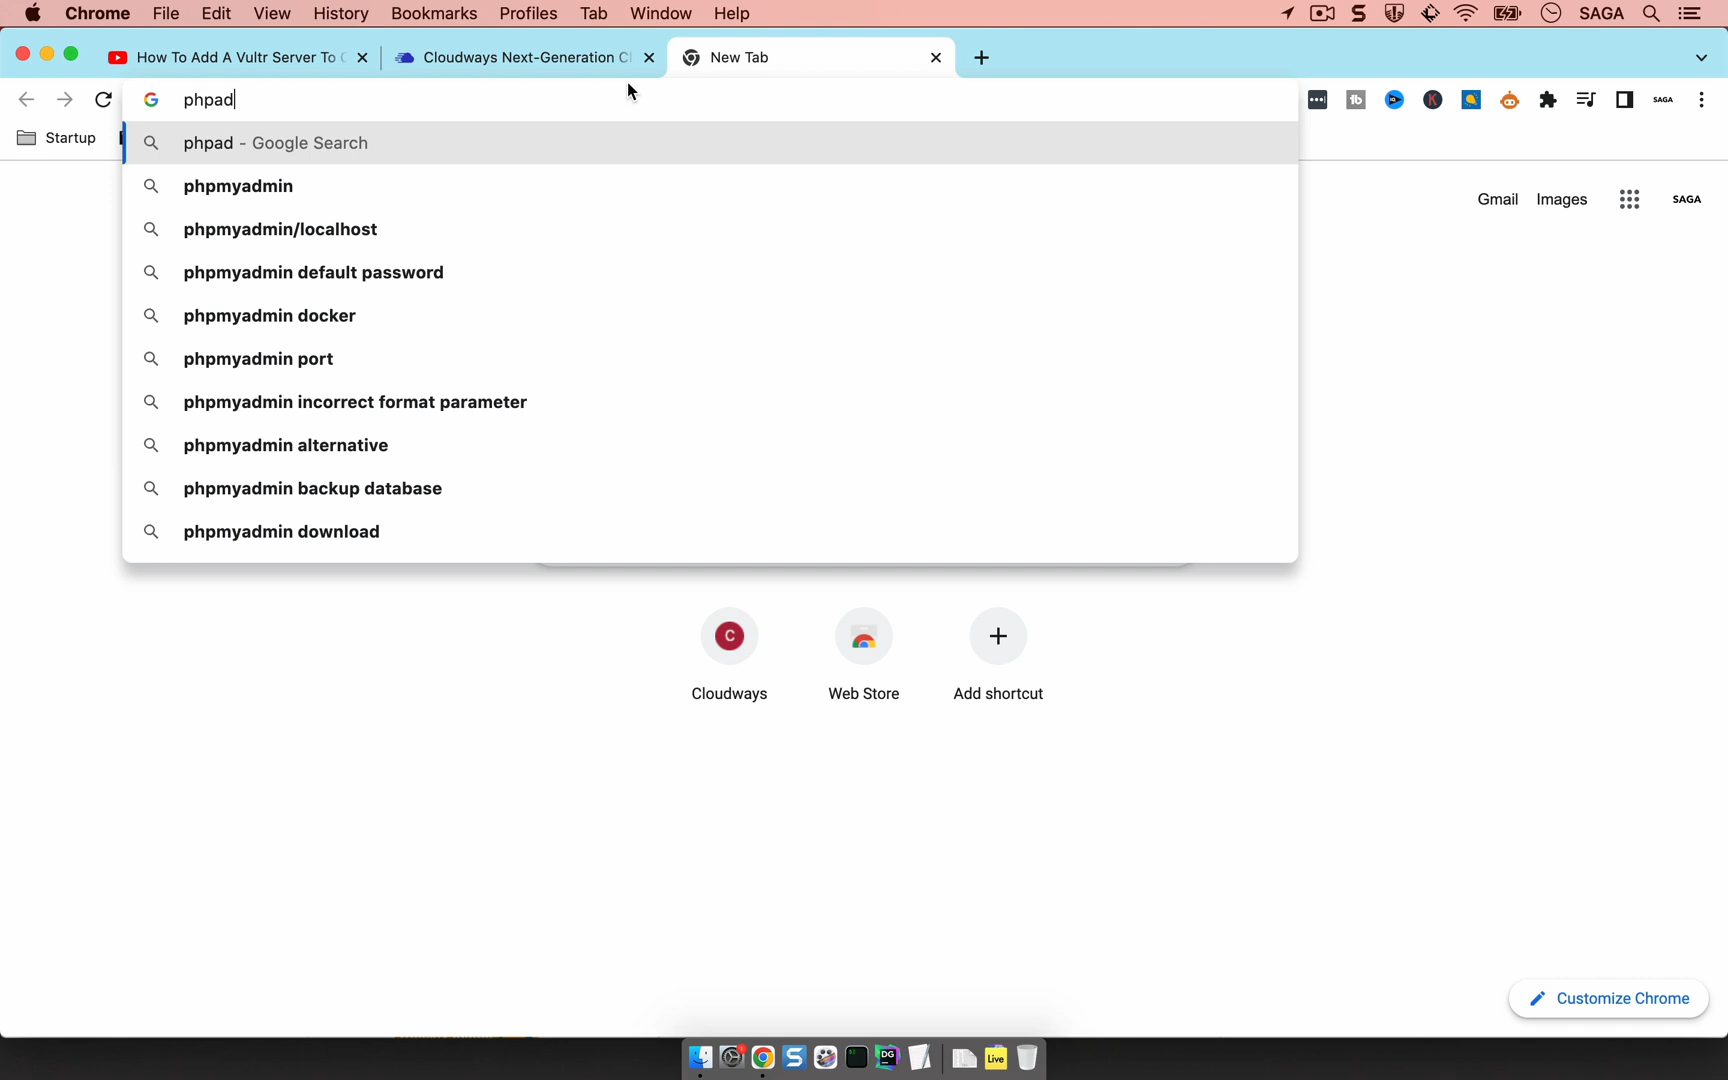 Chrome File Edit View History Bookmarks Profiles Tab Window Help SAGA
How To Add A Vultr Server To Cloudways Next-Generation Cl New Tab
phpad
SAGA
Startup
phpad - Google Search
phpmyadmin
phpmyadmin/localhost
phpmyadmin default password
phpmyadmin docker
phpmyadmin port
phpmyadmin incorrect format parameter
phpmyadmin alternative
phpmyadmin backup database
phpmyadmin download
Gmail Images SAGA
C
Cloudways Web Store Add shortcut
Customize Chrome
DG Live